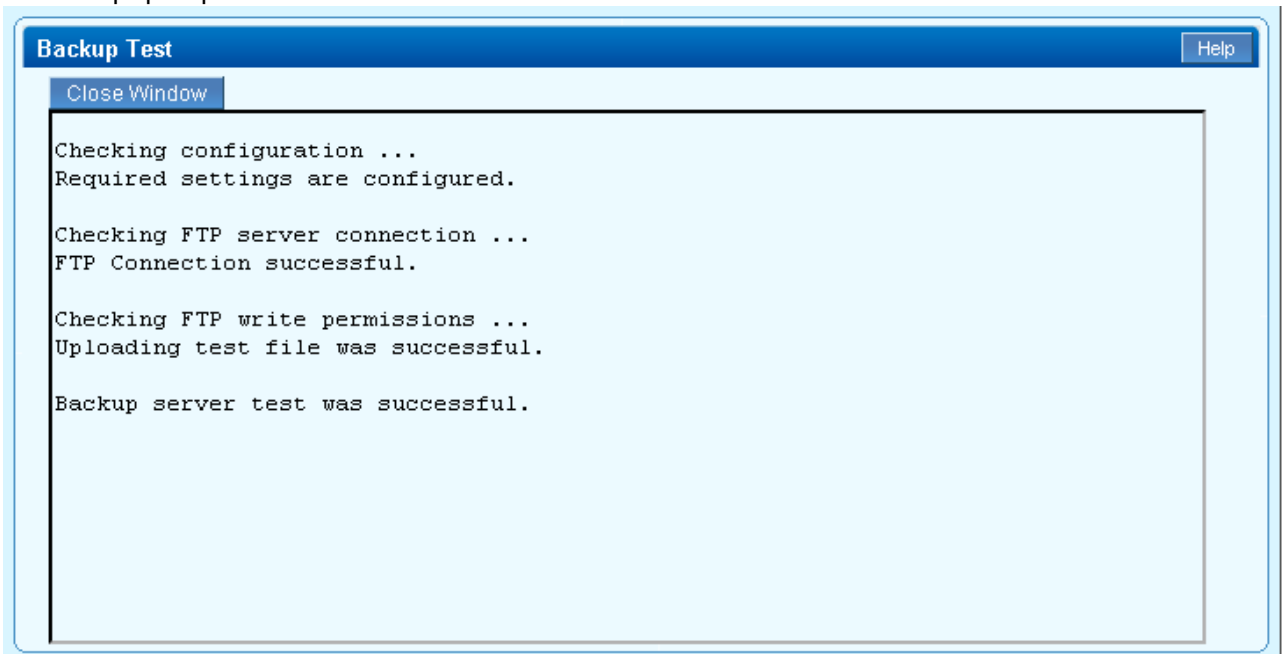 Backup Test
Help
Close Window
Checking configuration ...
Required settings are configured.
Checking FTP server connection ...
FTP Connection successful.
Checking FTP write permissions ...
Uploading test file was successful.
Backup server test was successful.